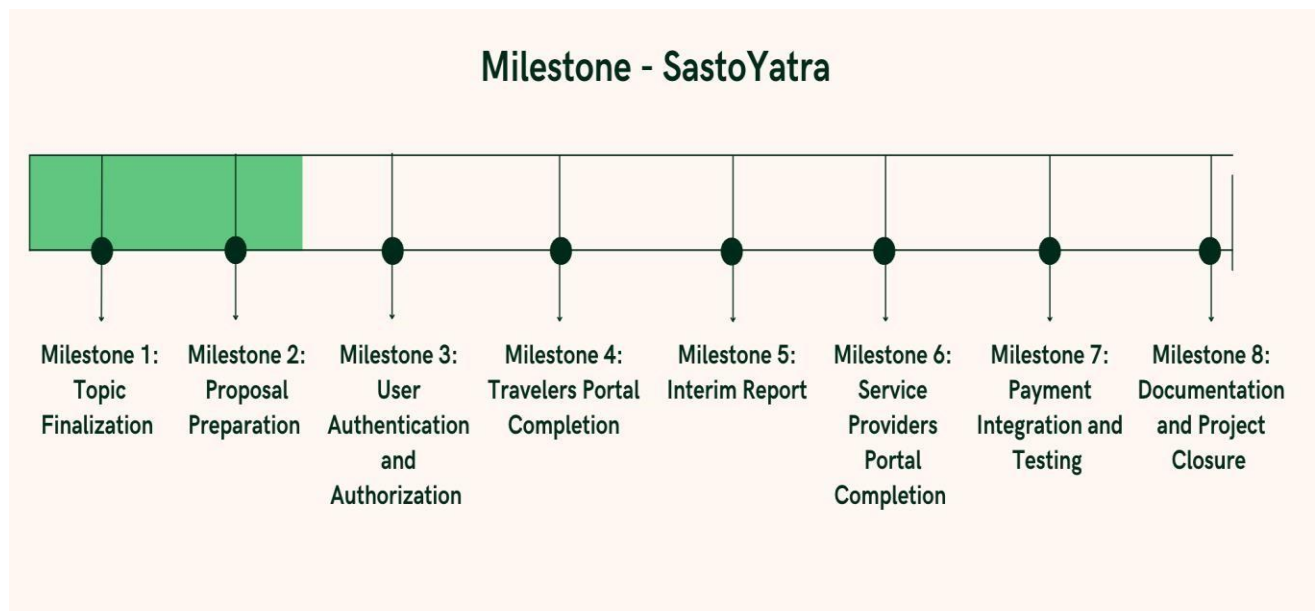 Milestone - SastoYatra
Milestone 1:
Topic
Finalization
Milestone 2:
Proposal
Preparation
Milestone 3:
User
Authentication
and
Authorization
Milestone 4:
Travelers Portal
Completion
Milestone 5:
Interim Report
Milestone 6:
Service
Providers
Portal
Completion
Milestone 7:
Payment
Integration and
Testing
Milestone 8:
Documentation
and Project
Closure